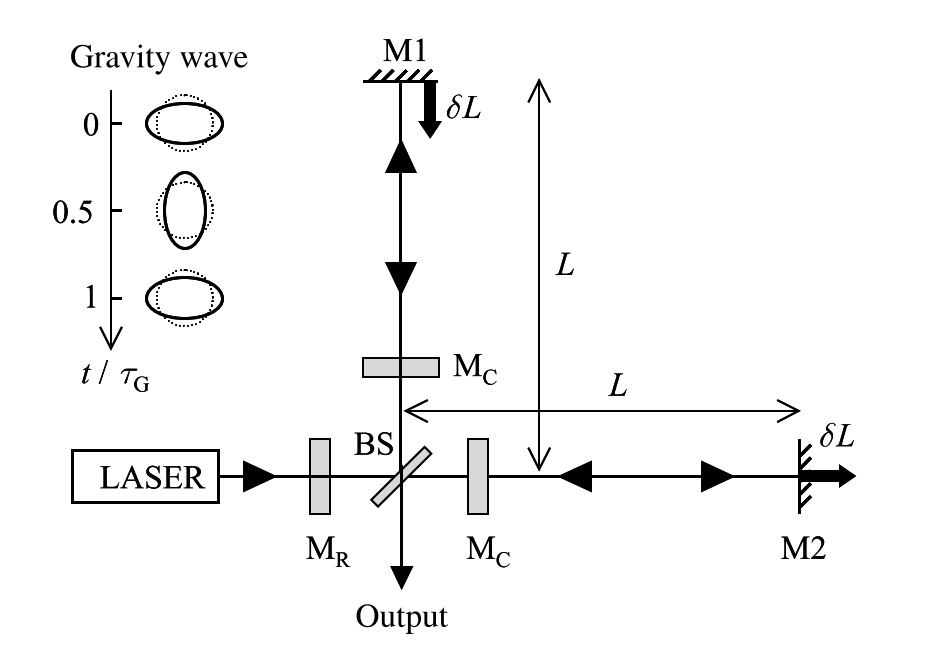 Gravity wave
M1
δL
0
0.5
L
1
t / τG
MC
L
BS
δL
LASER
MR
MC
M2
Output